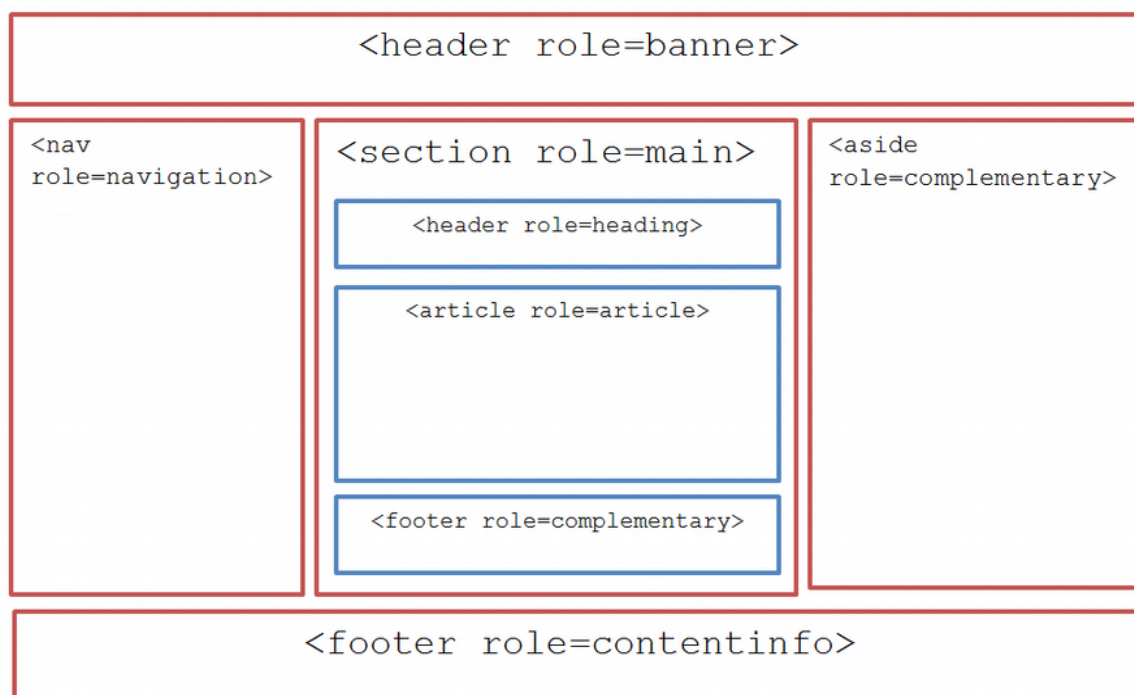 <header role=banner>
<nav
role=navigation>
<section role=main>
<header role=heading>
<article role=article>
<footer role=complementary>
<aside
role=complementary>
<footer role=contentinfo>